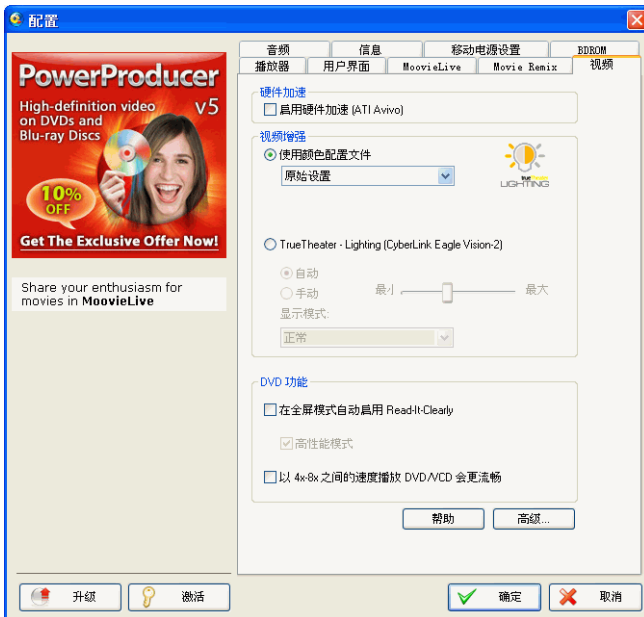 配置
PowerProducer
High-definition video
on DVDs and
Blu-ray Discs
v5
10%
OFF
Get The Exclusive Offer Now!
Share your enthusiasm for
movies in MoovieLive
音频 信息 移动电源设置 BDROM
播放器 用户界面 MoovieLive Movie Remix 视频
硬件加速
启用硬件加速 (ATI Avivo)
视频增强
使用颜色配置文件
原始设置
true theater
LIGHTING
TrueTheater - Lighting (CyberLink Eagle Vision-2)
自动
手动
最小 最大
显示模式:
正常
DVD 功能
在全屏模式自动启用 Read-It-Clearly
高性能模式
以 4x-8x 之间的速度播放 DVD/VCD 会更流畅
帮助 高级...
升级 激活 确定 取消